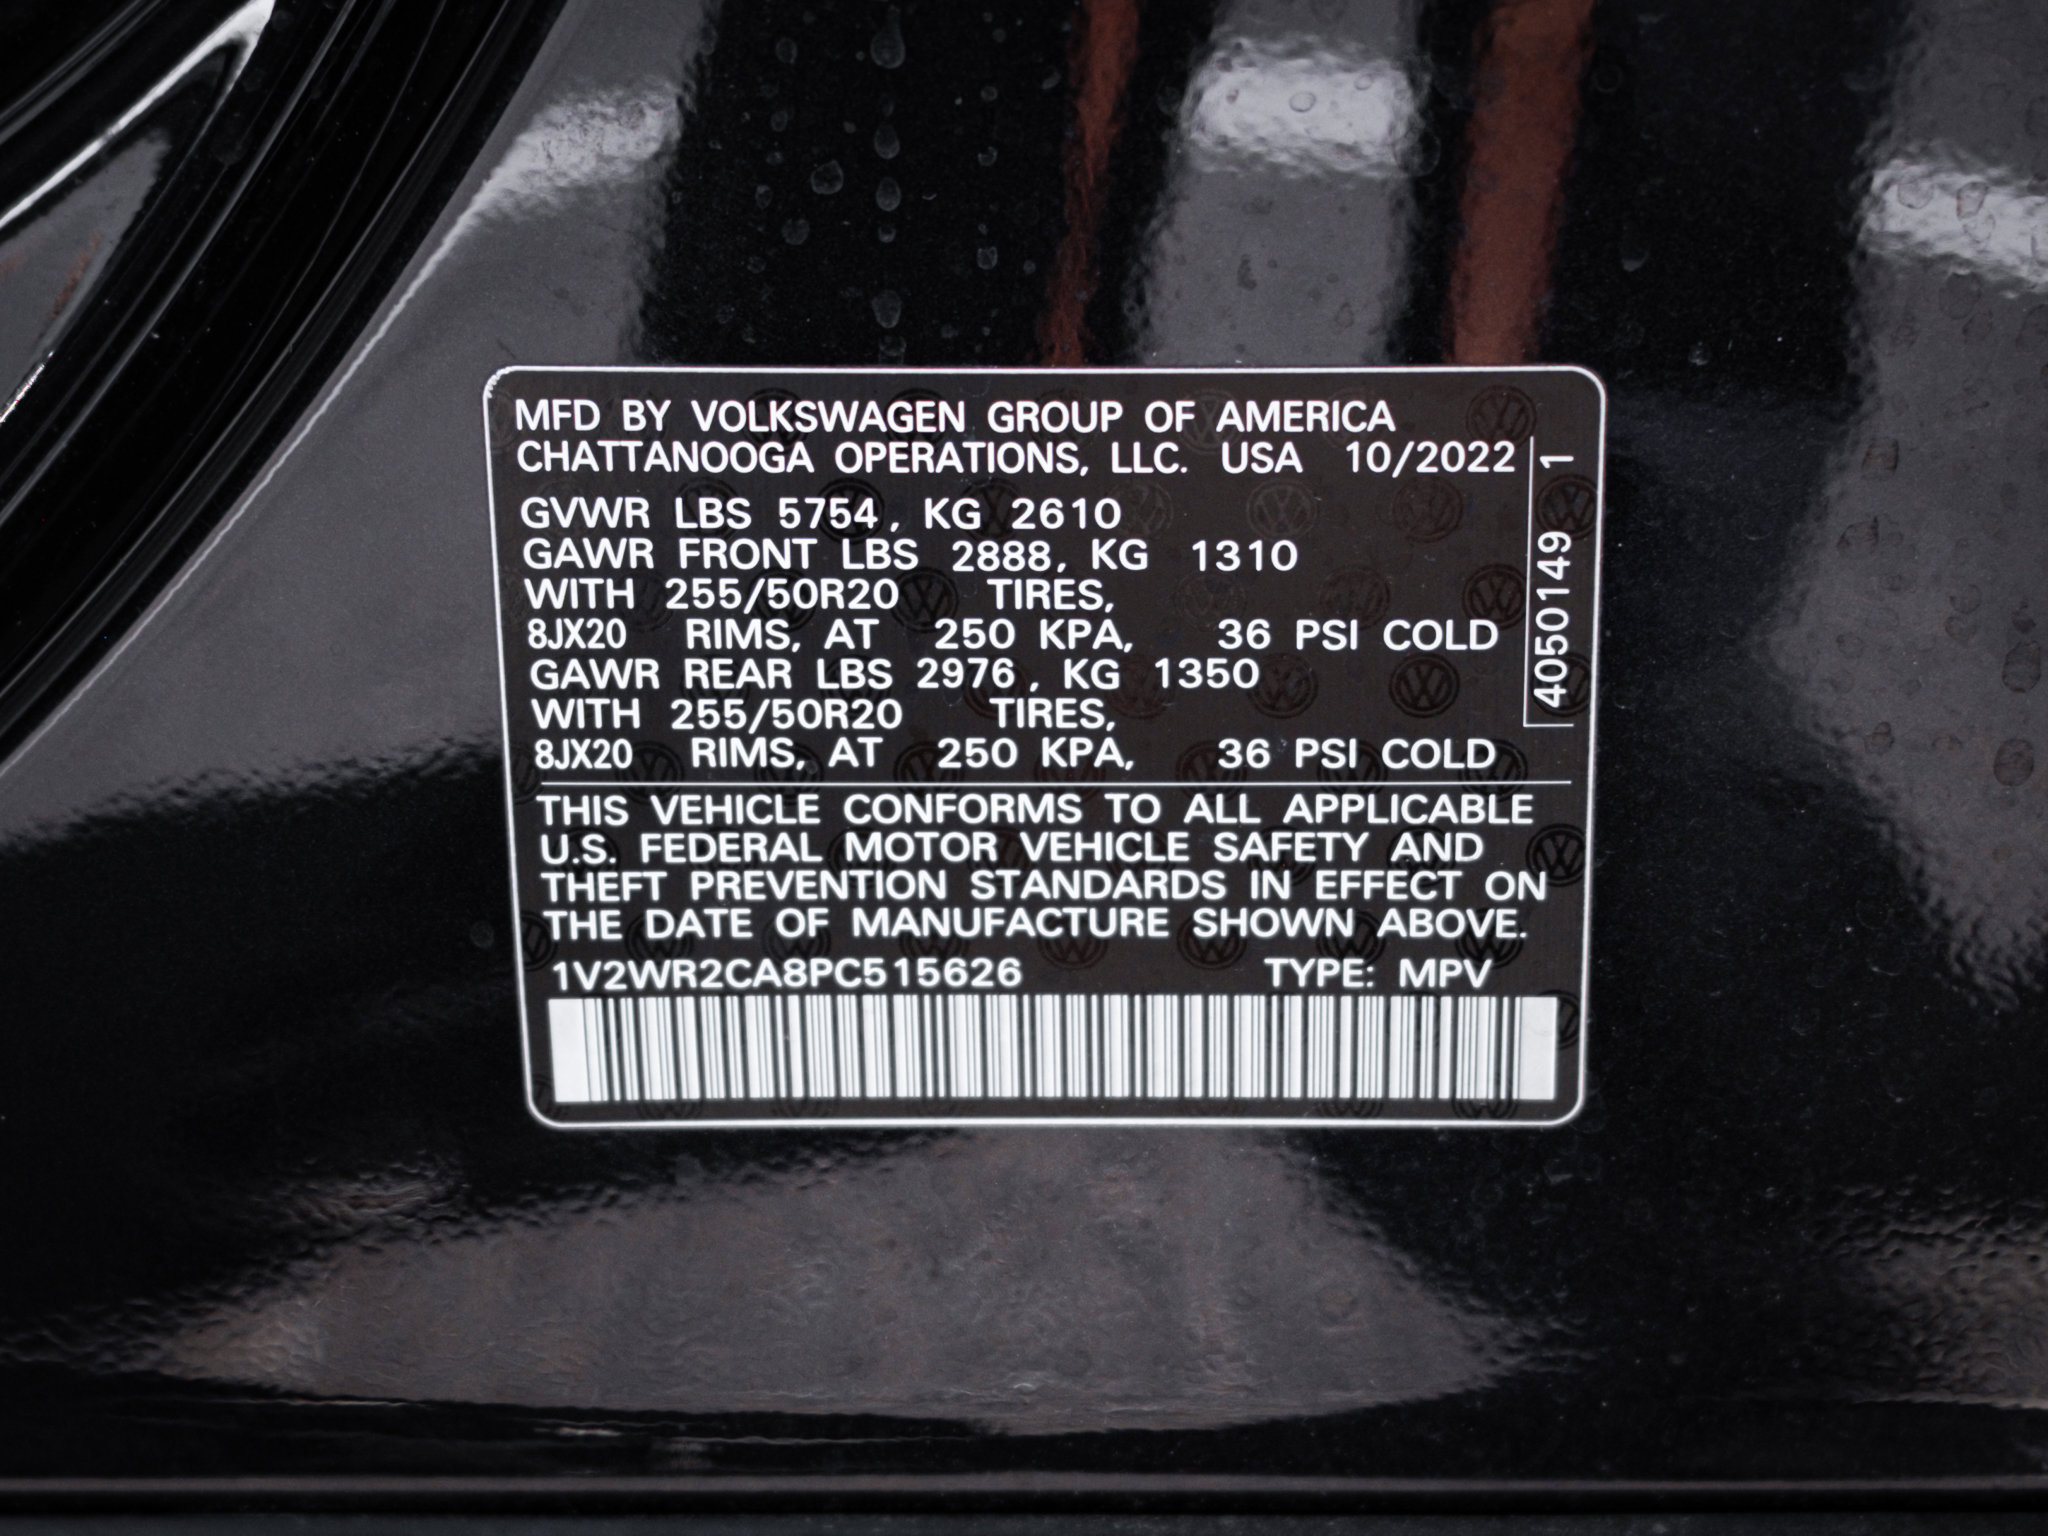 MFD BY VOLKSWAGEN GROUP OF AMERICA
CHATTANOOGA OPERATIONS, LLC. USA 10/2022
GVWR LBS 5754, KG 2610
GAWR FRONT LBS 2888, KG 1310
WITH 255/50R20 TIRES,
8JX20 RIMS, AT 250 KPA, 36 PSI COLD
GAWR REAR LBS 2976, KG 1350
WITH 255/50R20 TIRES,
8JX20 RIMS, AT 250 KPA, 36 PSI COLD
4050149 1
THIS VEHICLE CONFORMS TO ALL APPLICABLE
U.S. FEDERAL MOTOR VEHICLE SAFETY AND
THEFT PREVENTION STANDARDS IN EFFECT ON
THE DATE OF MANUFACTURE SHOWN ABOVE.
1V2WR2CA8PC515626 TYPE: MPV